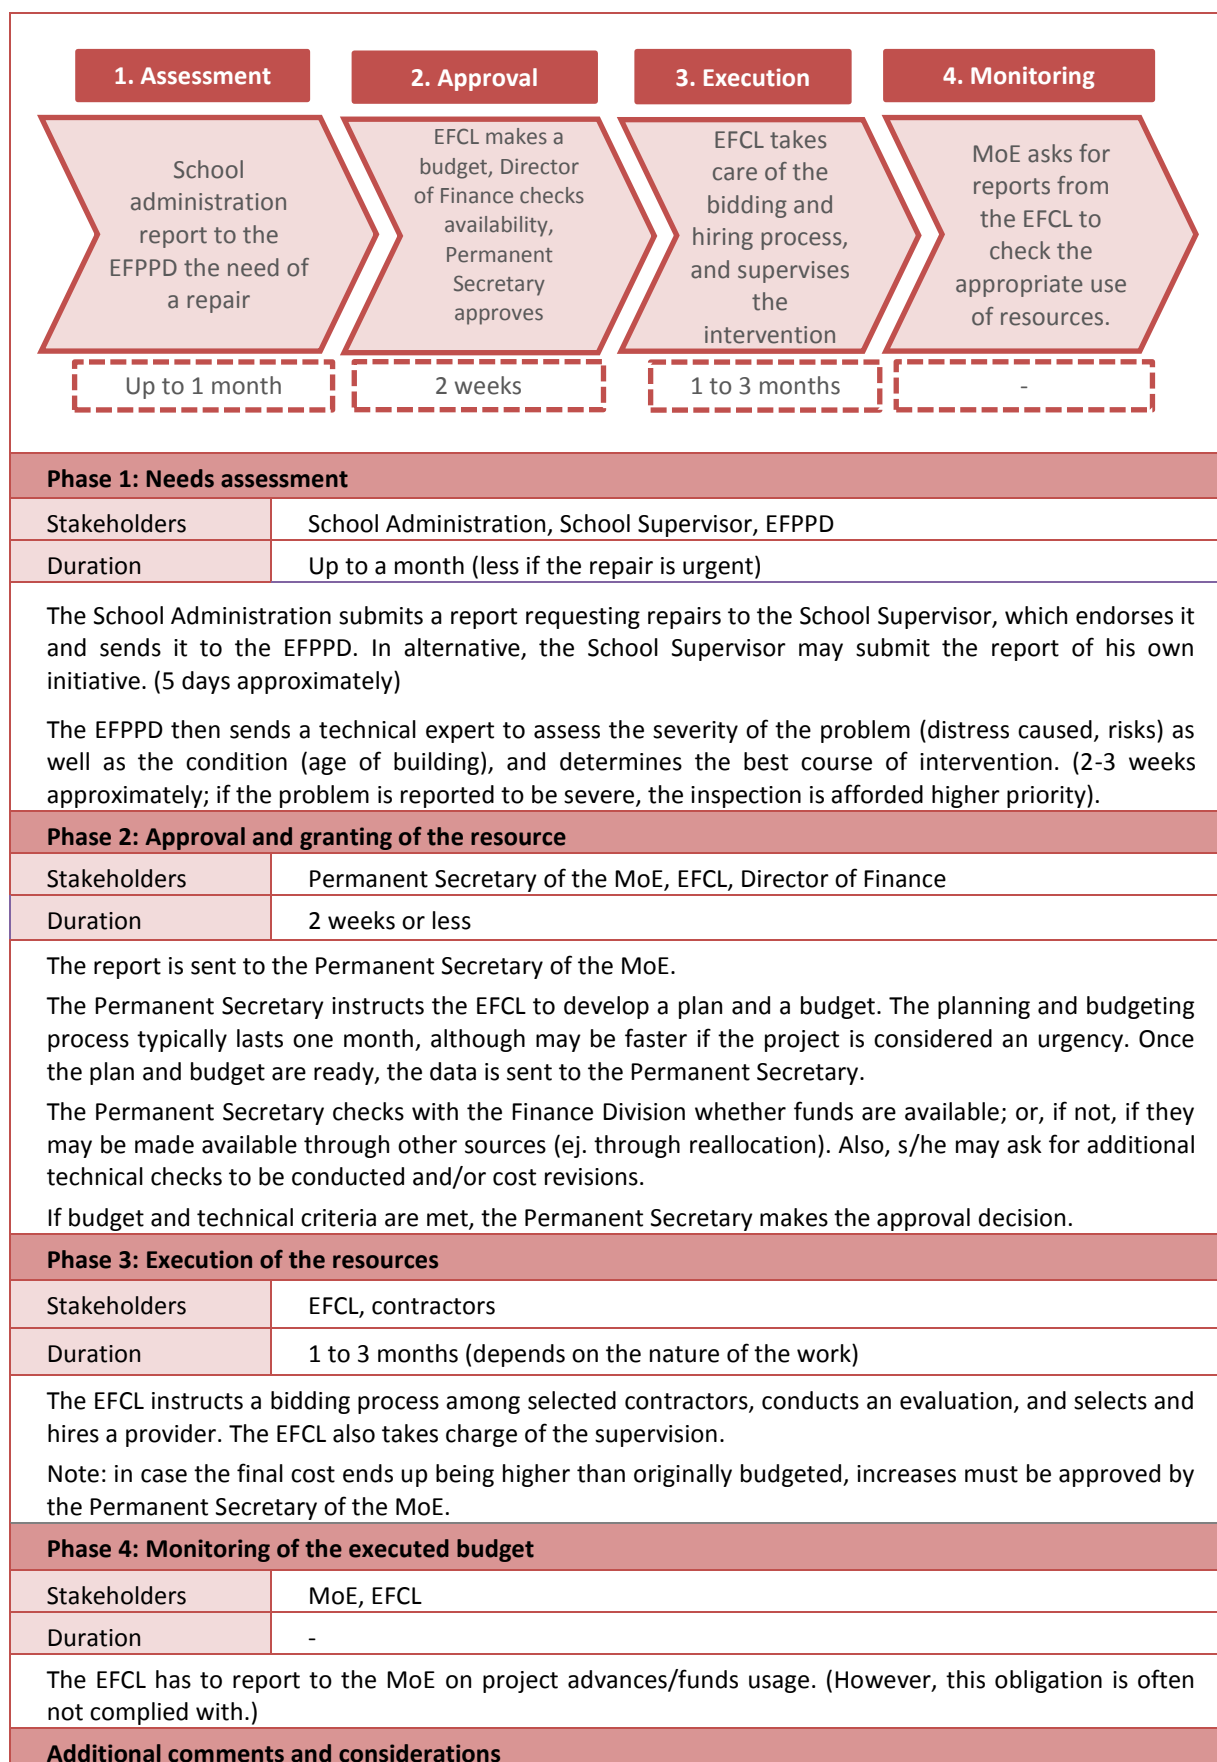 1. Assessment
2. Approval
3. Execution
4. Monitoring
School
administration
report to the
EFPPD the need of
a repair
EFCL makes a
budget, Director
of Finance checks
availability,
Permanent
Secretary
approves
EFCL takes
care of the
bidding and
hiring process,
and supervises
the
intervention
MoE asks for
reports from
the EFCL to
check the
appropriate use
of resources.
Up to 1 month
2 weeks
1 to 3 months
-
Phase 1: Needs assessment
Stakeholders
School Administration, School Supervisor, EFPPD
Duration
Up to a month (less if the repair is urgent)
The School Administration submits a report requesting repairs to the School Supervisor, which endorses it
and sends it to the EFPPD. In alternative, the School Supervisor may submit the report of his own
initiative. (5 days approximately)
The EFPPD then sends a technical expert to assess the severity of the problem (distress caused, risks) as
well as the condition (age of building), and determines the best course of intervention. (2-3 weeks
approximately; if the problem is reported to be severe, the inspection is afforded higher priority).
Phase 2: Approval and granting of the resource
Stakeholders
Permanent Secretary of the MoE, EFCL, Director of Finance
Duration
2 weeks or less
The report is sent to the Permanent Secretary of the MoE.
The Permanent Secretary instructs the EFCL to develop a plan and a budget. The planning and budgeting
process typically lasts one month, although may be faster if the project is considered an urgency. Once
the plan and budget are ready, the data is sent to the Permanent Secretary.
The Permanent Secretary checks with the Finance Division whether funds are available; or, if not, if they
may be made available through other sources (ej. through reallocation). Also, s/he may ask for additional
technical checks to be conducted and/or cost revisions.
If budget and technical criteria are met, the Permanent Secretary makes the approval decision.
Phase 3: Execution of the resources
Stakeholders
EFCL, contractors
Duration
1 to 3 months (depends on the nature of the work)
The EFCL instructs a bidding process among selected contractors, conducts an evaluation, and selects and
hires a provider. The EFCL also takes charge of the supervision.
Note: in case the final cost ends up being higher than originally budgeted, increases must be approved by
the Permanent Secretary of the MoE.
Phase 4: Monitoring of the executed budget
Stakeholders
MoE, EFCL
Duration
-
The EFCL has to report to the MoE on project advances/funds usage. (However, this obligation is often
not complied with.)
Additional comments and considerations